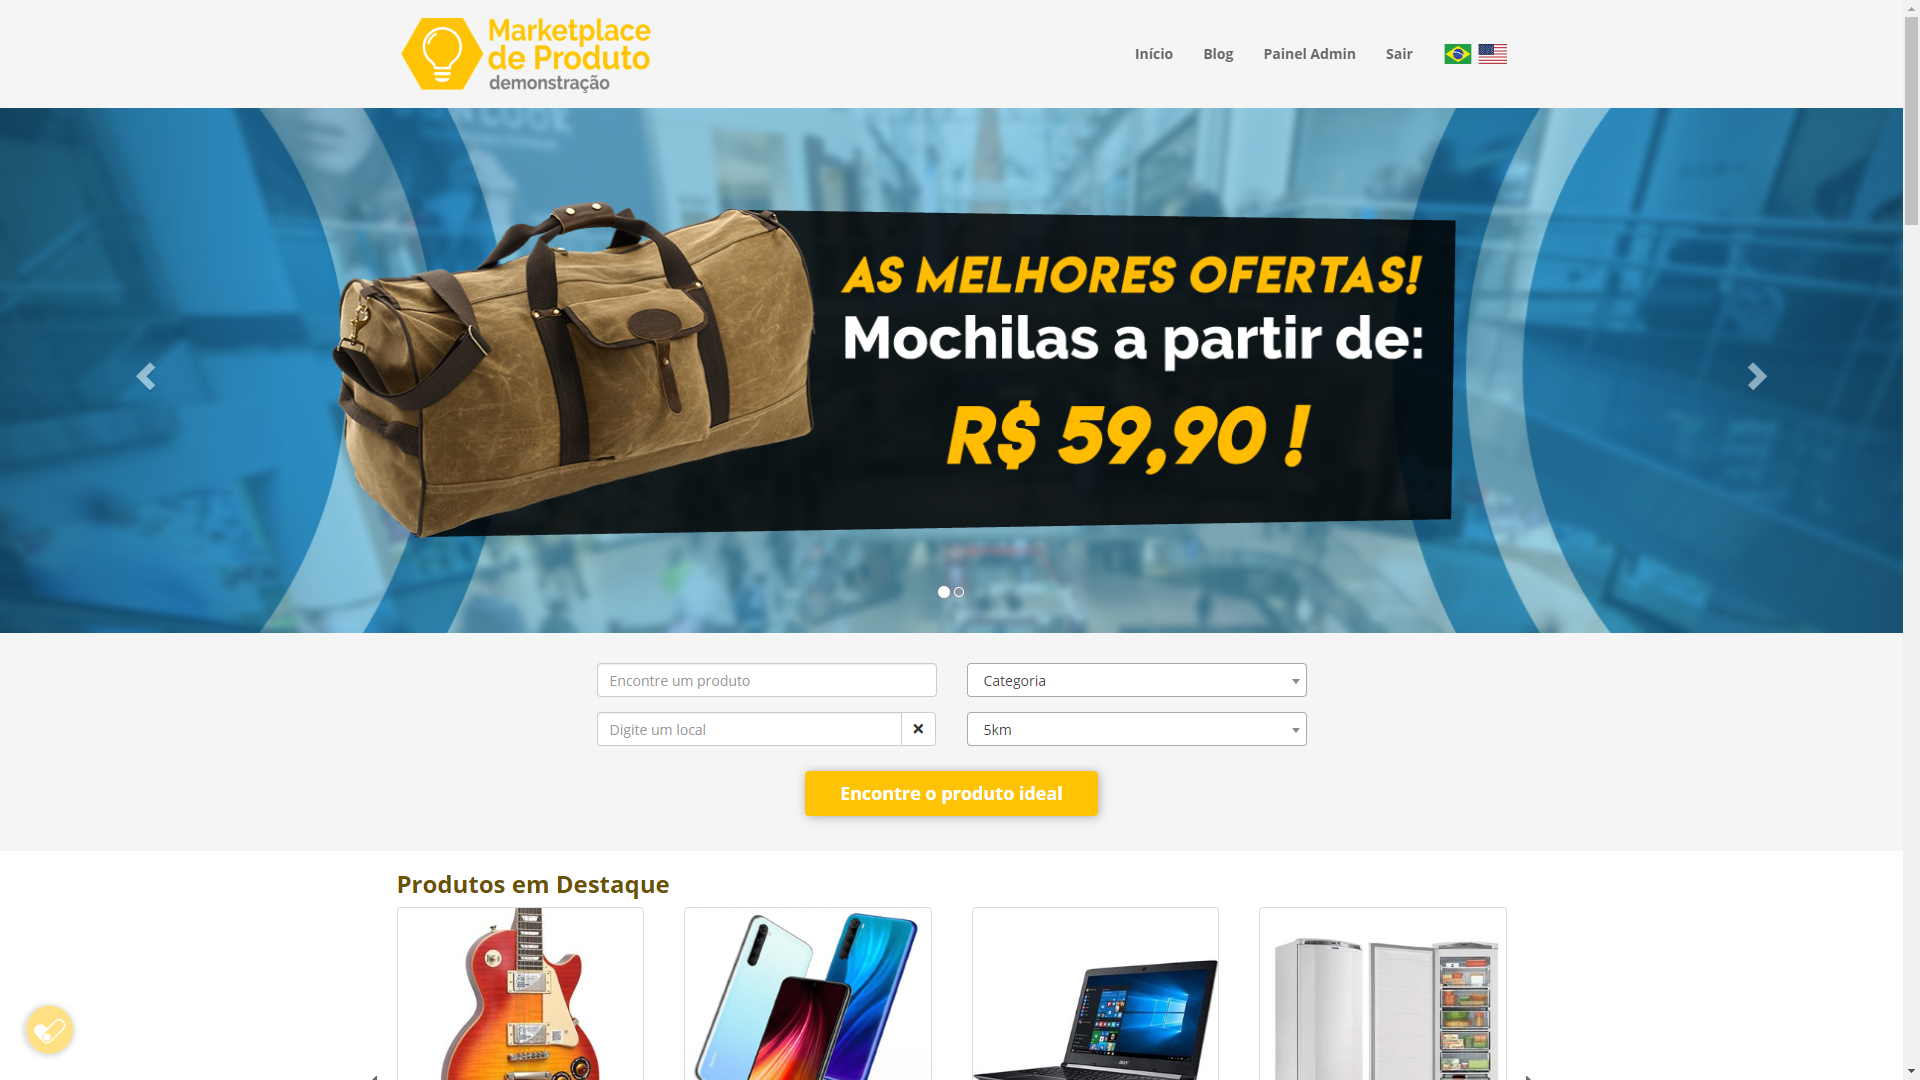 Marketplace
de Produto
demonstração
Início
Blog
Painel Admin
Sair
AS MELHORES OFERTAS!
Mochilas a partir de:
R$ 59,90 !
Encontre um produto
Categoria
Digite um local
5km
Encontre o produto ideal
Produtos em Destaque